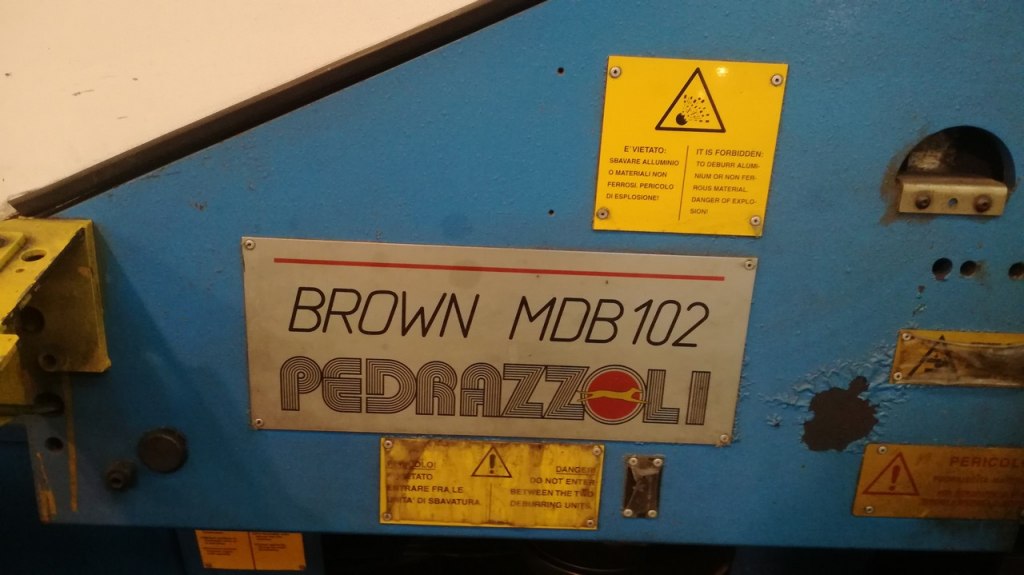 E' VIETATO:
SBAVARE ALLUMINIO
O MATERIALI NON
FERROSI, PERICOLO
DI ESPLOSIONE!
IT IS FORBIDDEN:
TO DEBURR ALUMI-
NIUM OR NON FER-
ROUS MATERIAL.
DANGER OF EXPLO-
SION!
BROWN MDB102
PEDRAZZOLI
VIETATO
ENTRARE FRA LE
UNITA' DI SBAVATURA
DANGER!
DO NOT ENTER
BETWEEN THE TWO
DEBURRING UNITS.
PERICOLO